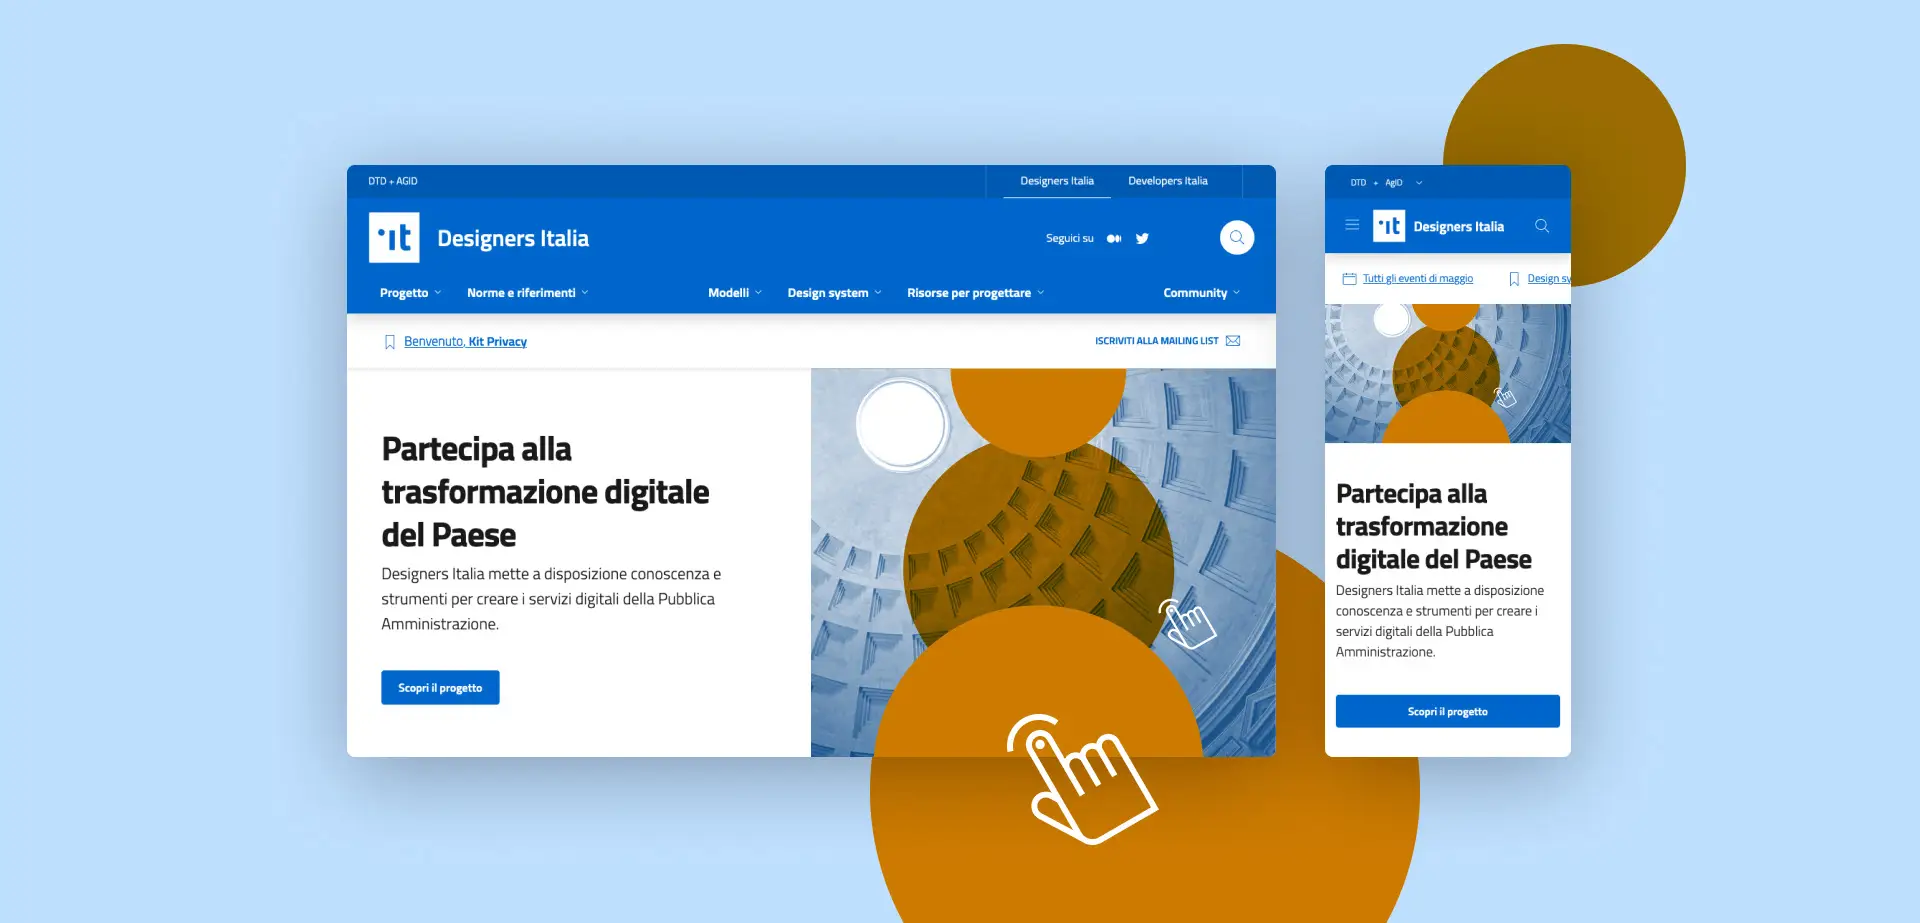 DTD + AGID
Designers Italia
Developers Italia
it
Designers Italia
Seguici su
Progetto
Norme e riferimenti
Modelli
Design system
Risorse per progettare
Community
Benvenuto, Kit Privacy
ISCRIVITI ALLA MAILING LIST
Partecipa alla
trasformazione digitale
del Paese
Designers Italia mette a disposizione conoscenza e
strumenti per creare i servizi digitali della Pubblica
Amministrazione.
Scopri il progetto
DTD + AgID
it
Designers Italia
Tutti gli eventi di maggio
Design sy
Partecipa alla
trasformazione
digitale del Paese
Designers Italia mette a disposizione
conoscenza e strumenti per creare i
servizi digitali della Pubblica
Amministrazione.
Scopri il progetto